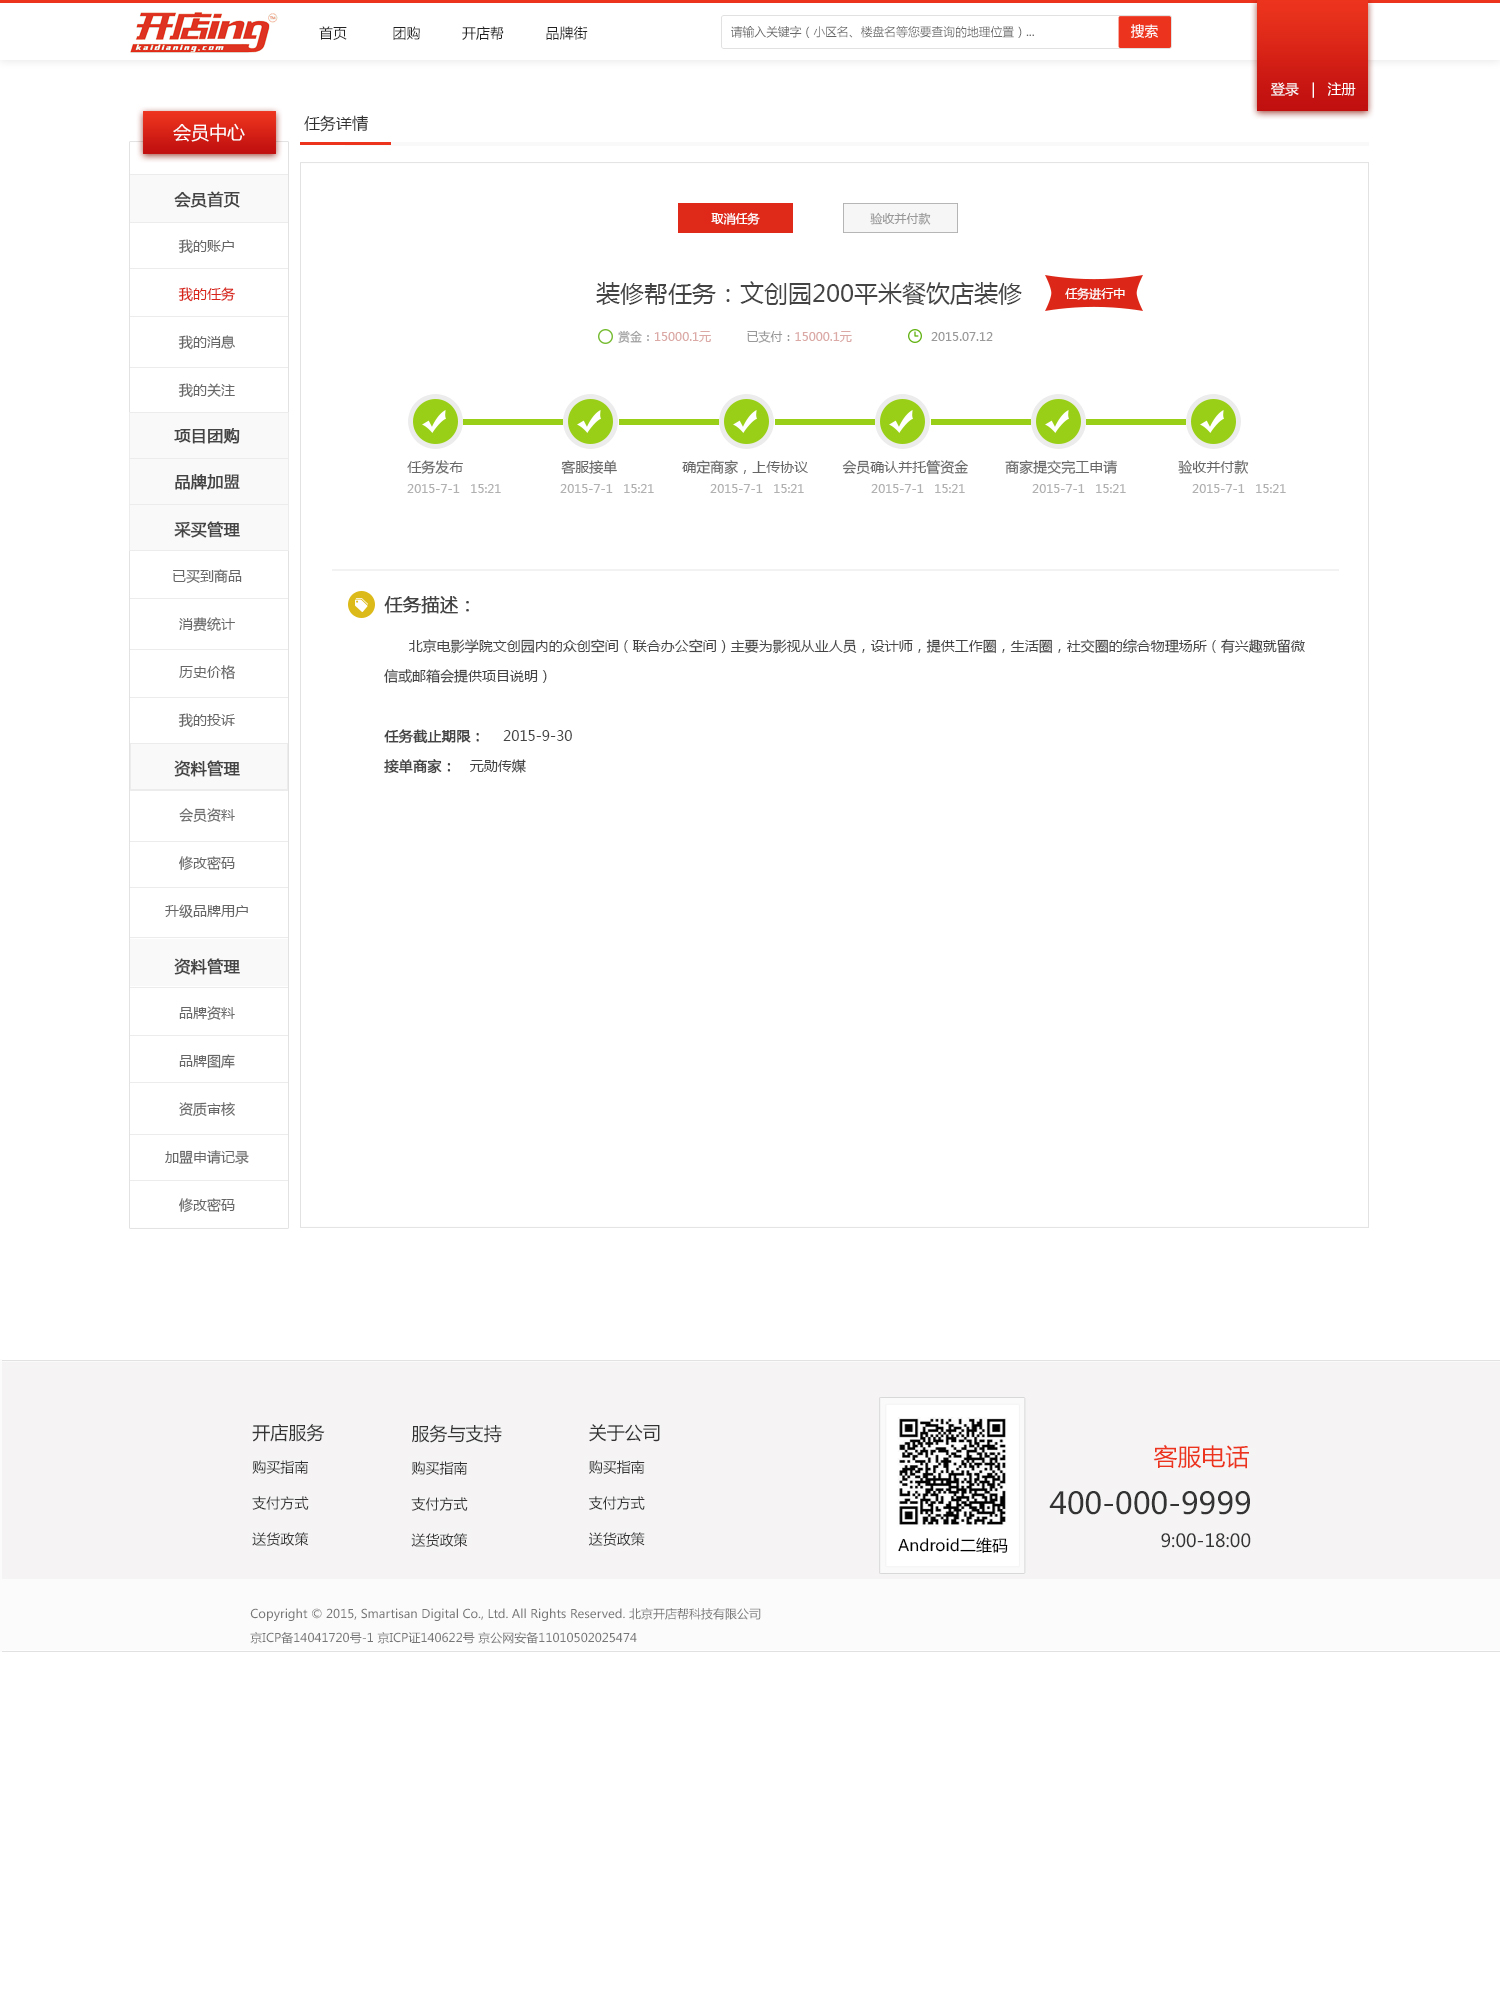 开店ing
kaidianing.com
首页 团购 开店帮 品牌街
请输入关键字（小区名、楼盘名等您要查询的地理位置）...
搜索
登录 | 注册
会员中心
会员首页
我的账户
我的任务
我的消息
我的关注
项目团购
品牌加盟
采买管理
已买到商品
消费统计
历史价格
我的投诉
资料管理
会员资料
修改密码
升级品牌用户
资料管理
品牌资料
品牌图库
资质审核
加盟申请记录
修改密码
任务详情
取消任务
验收并付款
装修帮任务：文创园200平米餐饮店装修
任务进行中
赏金：15000.1元 已支付：15000.1元 2015.07.12
任务发布
2015-7-1 15:21
客服接单
2015-7-1 15:21
确定商家，上传协议
2015-7-1 15:21
会员确认并托管资金
2015-7-1 15:21
商家提交完工申请
2015-7-1 15:21
验收并付款
2015-7-1 15:21
任务描述：
北京电影学院文创园内的众创空间（联合办公空间）主要为影视从业人员，设计师，提供工作圈，生活圈，社交圈的综合物理场所（有兴趣就留微
信或邮箱会提供项目说明）
任务截止期限： 2015-9-30
接单商家： 元勋传媒
开店服务
购买指南
支付方式
送货政策
服务与支持
购买指南
支付方式
送货政策
关于公司
购买指南
支付方式
送货政策
Android二维码
客服电话
400-000-9999
9:00-18:00
Copyright © 2015, Smartisan Digital Co., Ltd. All Rights Reserved. 北京开店帮科技有限公司
京ICP备14041720号-1 京ICP证140622号 京公网安备11010502025474